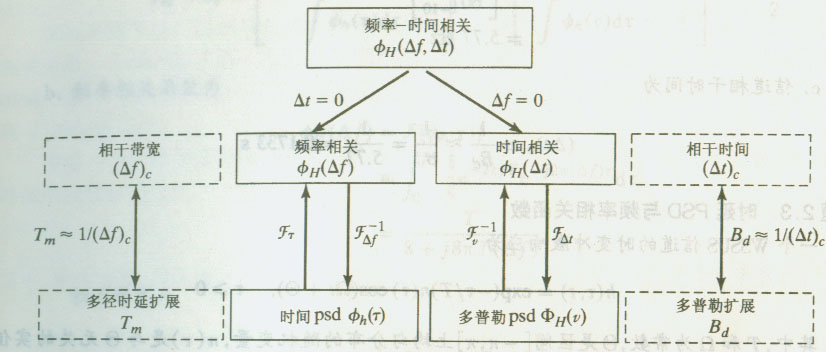 频率-时间相关
ϕ_H(Δf, Δt)
Δt = 0
Δf = 0
相干带宽
(Δf)_c
频率相关
ϕ_H(Δf)
时间相关
ϕ_H(Δt)
相干时间
(Δt)_c
T_m ≈ 1/(Δf)_c
ℱ_τ
ℱ_Δf^-1
ℱ_ν^-1
ℱ_Δt
B_d ≈ 1/(Δt)_c
多径时延扩展
T_m
时间 psd ϕ_h(τ)
多普勒 psd Φ_H(ν)
多普勒扩展
B_d